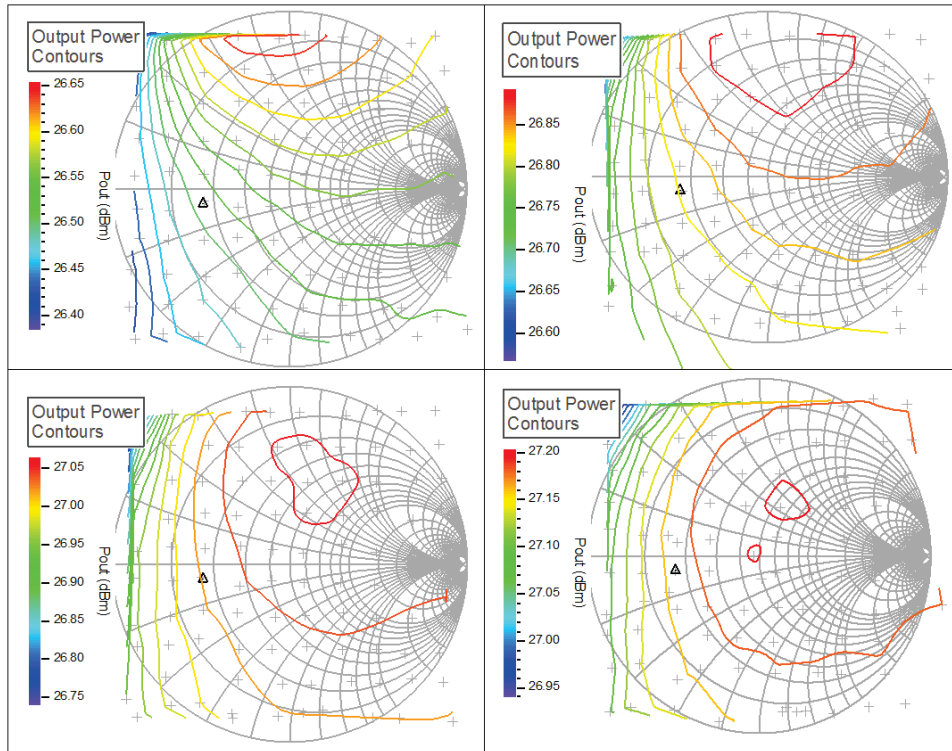 Output Power
Contours
26.65
26.60
26.55
26.50
26.45
26.40
Pout (dBm)
Output Power
Contours
26.85
26.80
26.75
26.70
26.65
26.60
Pout (dBm)
Output Power
Contours
27.05
27.00
26.95
26.90
26.85
26.80
26.75
Pout (dBm)
Output Power
Contours
27.20
27.15
27.10
27.05
27.00
26.95
Pout (dBm)